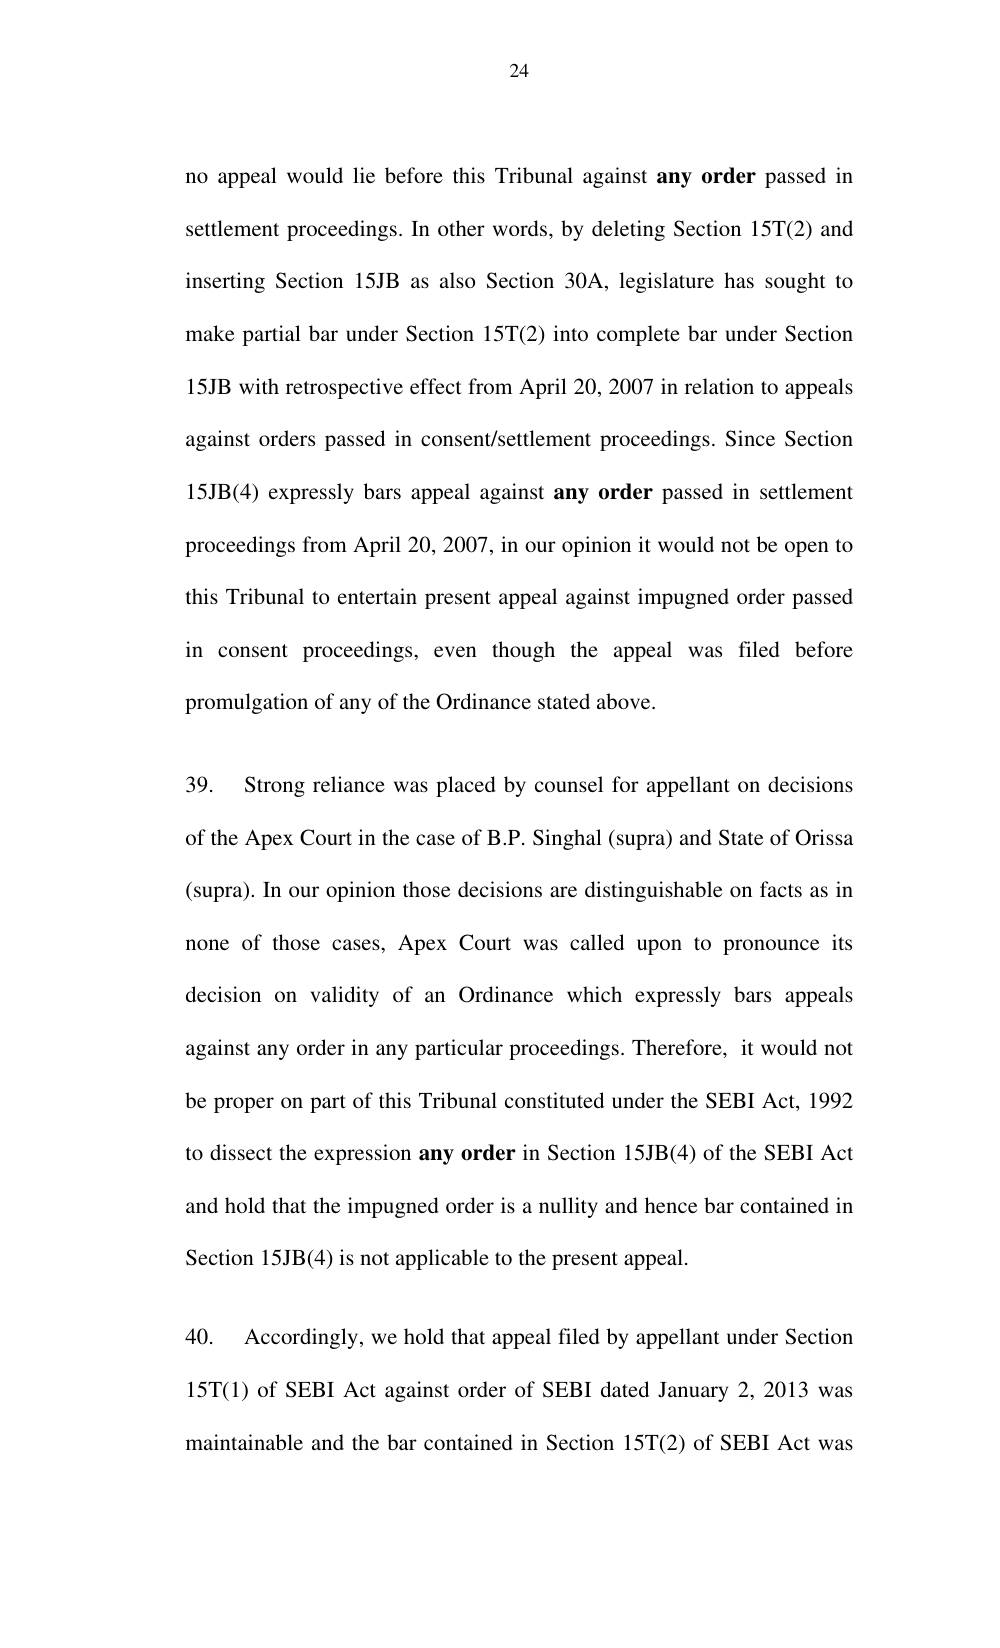 24
no appeal would lie before this Tribunal against any order passed in
settlement proceedings. In other words, by deleting Section 15T(2) and
inserting Section 15JB as also Section 30A, legislature has sought to
make partial bar under Section 15T(2) into complete bar under Section
15JB with retrospective effect from April 20, 2007 in relation to appeals
against orders passed in consent/settlement proceedings. Since Section
15JB(4) expressly bars appeal against any order passed in settlement
proceedings from April 20, 2007, in our opinion it would not be open to
this Tribunal to entertain present appeal against impugned order passed
in consent proceedings, even though the appeal was filed before
promulgation of any of the Ordinance stated above.
39. Strong reliance was placed by counsel for appellant on decisions
of the Apex Court in the case of B.P. Singhal (supra) and State of Orissa
(supra). In our opinion those decisions are distinguishable on facts as in
none of those cases, Apex Court was called upon to pronounce its
decision on validity of an Ordinance which expressly bars appeals
against any order in any particular proceedings. Therefore, it would not
be proper on part of this Tribunal constituted under the SEBI Act, 1992
to dissect the expression any order in Section 15JB(4) of the SEBI Act
and hold that the impugned order is a nullity and hence bar contained in
Section 15JB(4) is not applicable to the present appeal.
40. Accordingly, we hold that appeal filed by appellant under Section
15T(1) of SEBI Act against order of SEBI dated January 2, 2013 was
maintainable and the bar contained in Section 15T(2) of SEBI Act was